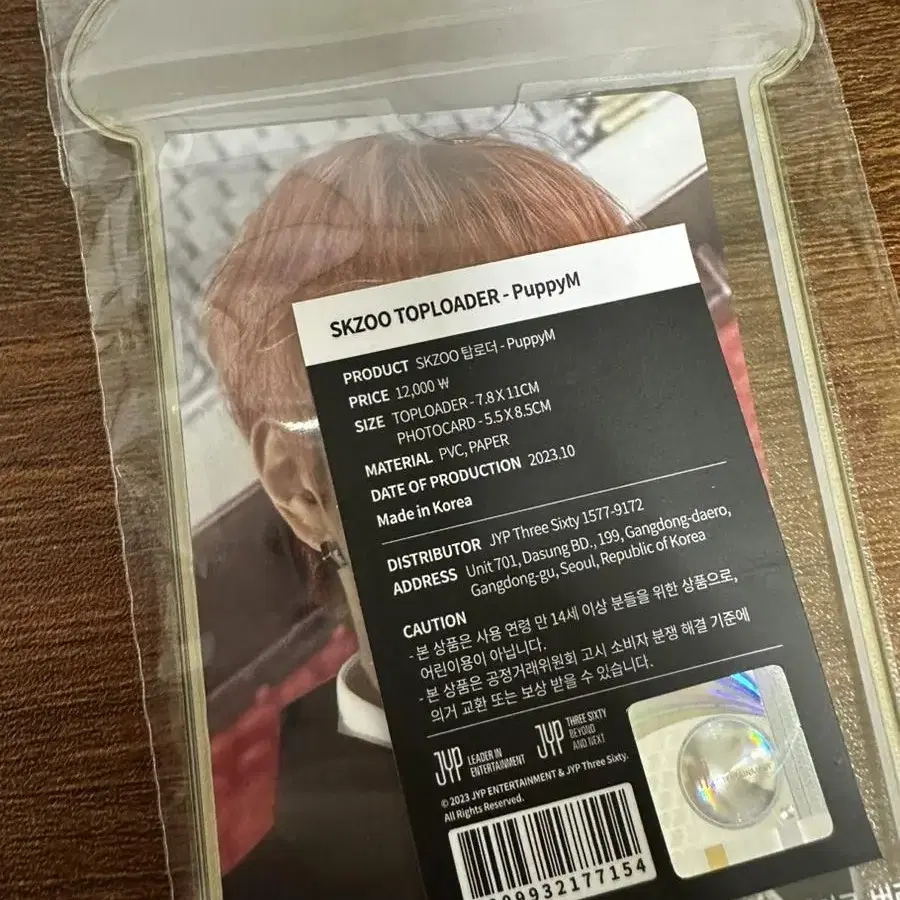 SKZOO TOPLOADER - PuppyM
PRODUCT SKZOO 탑로더 - PuppyM
PRICE 12,000 ₩
SIZE TOPLOADER - 7.8 X 11CM
PHOTOCARD - 5.5 X 8.5CM
MATERIAL PVC, PAPER
DATE OF PRODUCTION 2023.10
Made in Korea
DISTRIBUTOR JYP Three Sixty 1577-9172
ADDRESS Unit 701, Dasung BD., 199, Gangdong-daero,
Gangdong-gu, Seoul, Republic of Korea
CAUTION
- 본 상품은 사용 연령 만 14세 이상 분들을 위한 상품으로,
어린이용이 아닙니다.
- 본 상품은 공정거래위원회 고시 소비자 분쟁 해결 기준에
의거 교환 또는 보상 받을 수 있습니다.
JYP LEADER IN
ENTERTAINMENT
JYP THREE SIXTY
BEYOND
AND NEXT
© 2023 JYP ENTERTAINMENT & JYP Three Sixty.
All Rights Reserved.
09932177154